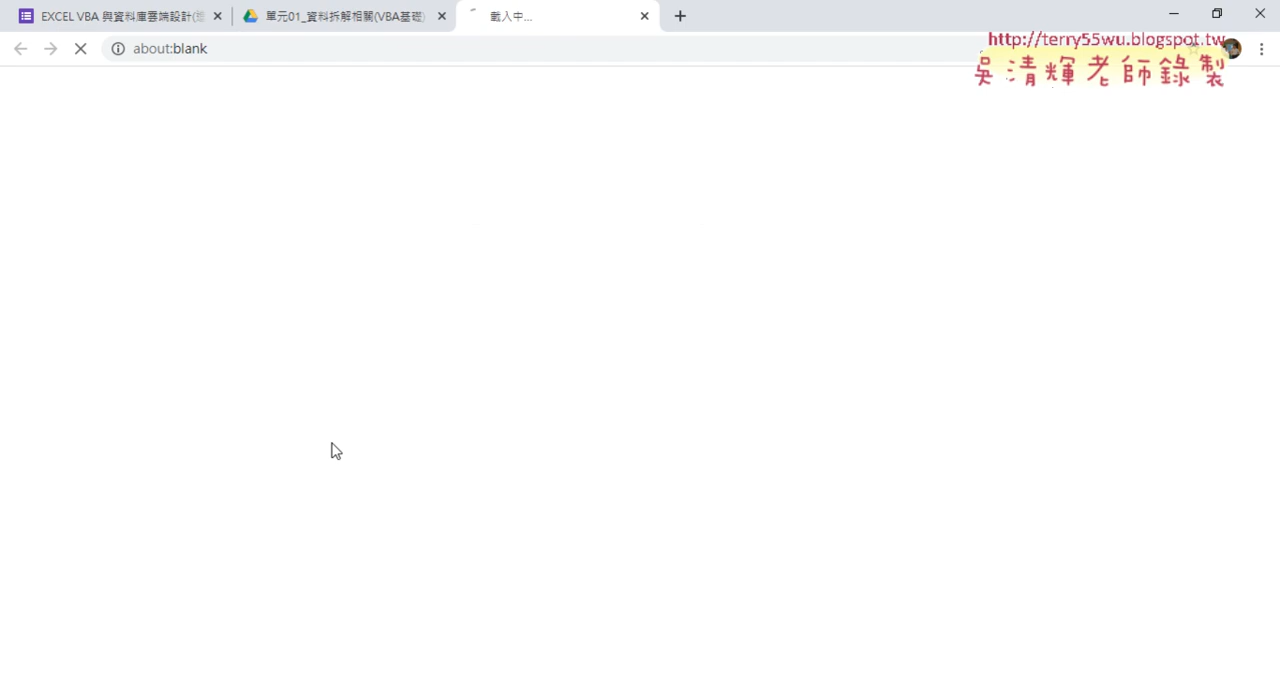 EXCEL VBA 與資料庫雲端設計(進
單元01_資料拆解相關(VBA基礎)
載入中...
about:blank
http://terry55wu.blogspot.tw
吳清輝老師錄製